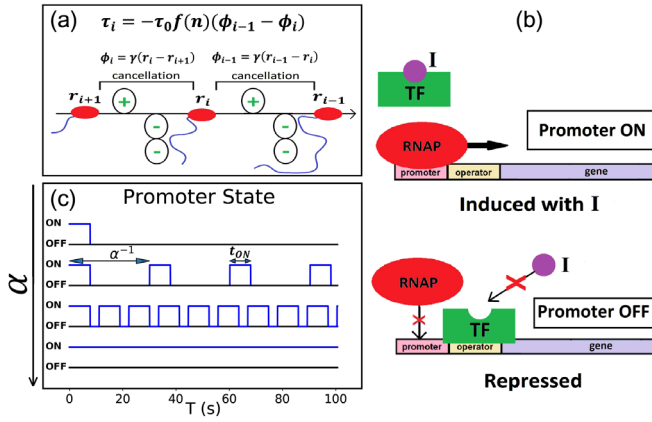 (a)
τ_i = −τ_0 f(n)(ϕ_{i−1} − ϕ_i)
ϕ_i = γ(r_i − r_{i+1})
ϕ_{i−1} = γ(r_{i−1} − r_i)
cancellation
cancellation
r_{i+1}
+
r_i
+
r_{i−1}
-
-
-
-
(c)
Promoter State
α
ON
OFF
ON
α⁻¹
t_ON
OFF
ON
OFF
ON
OFF
0
20
40
60
80
100
T (s)
(b)
I
TF
RNAP
Promoter ON
promoter
operator
gene
Induced with I
RNAP
I
Promoter OFF
TF
promoter
operator
gene
Repressed